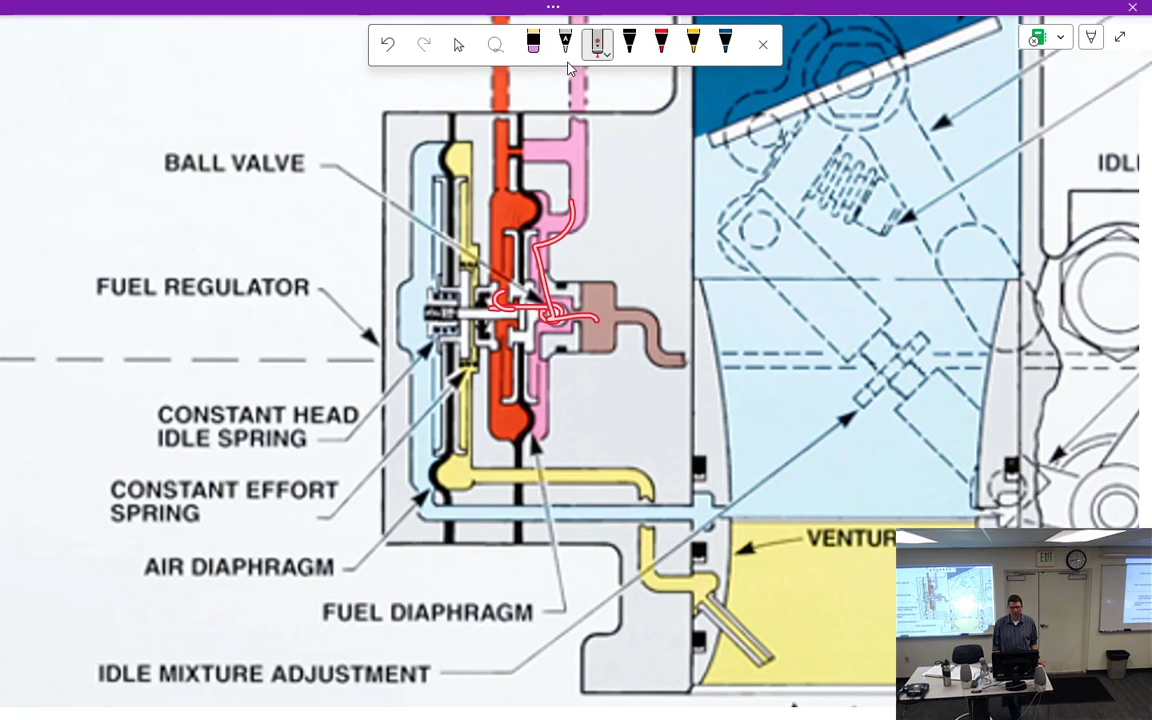 BALL VALVE
IDL
FUEL REGULATOR
CONSTANT HEAD
IDLE SPRING
CONSTANT EFFORT
SPRING
VENTUR
AIR DIAPHRAGM
FUEL DIAPHRAGM
IDLE MIXTURE ADJUSTMENT
EXIT